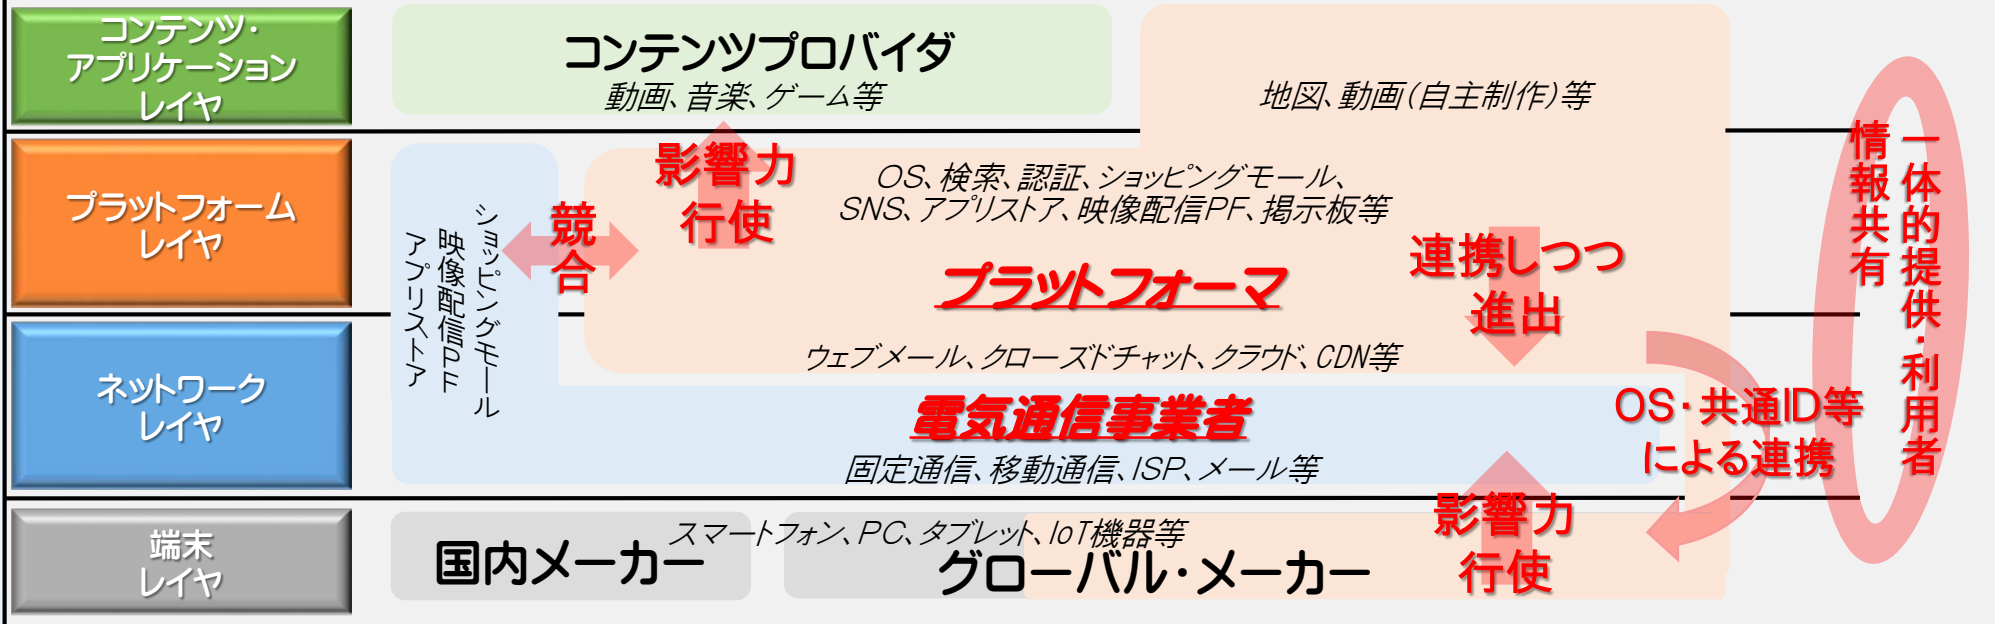 コンテンツ・
アプリケーション
レイヤ
コンテンツプロバイダ
動画、音楽、ゲーム等
地図、動画(自主制作)等
プラットフォーム
レイヤ
ショッピングモール
映像配信PF
アプリストア
競合
影響力
行使
OS、検索、認証、ショッピングモール、
SNS、アプリストア、映像配信PF、掲示板等
プラットフォーマ
連携しつつ
進出
ウェブメール、クローズドチャット、クラウド、CDN等
ネットワーク
レイヤ
電気通信事業者
固定通信、移動通信、ISP、メール等
OS・共通ID等
による連携
一体的提供・利用者
情報共有
端末
レイヤ
スマートフォン、PC、タブレット、IoT機器等
国内メーカー
グローバル・メーカー
影響力
行使